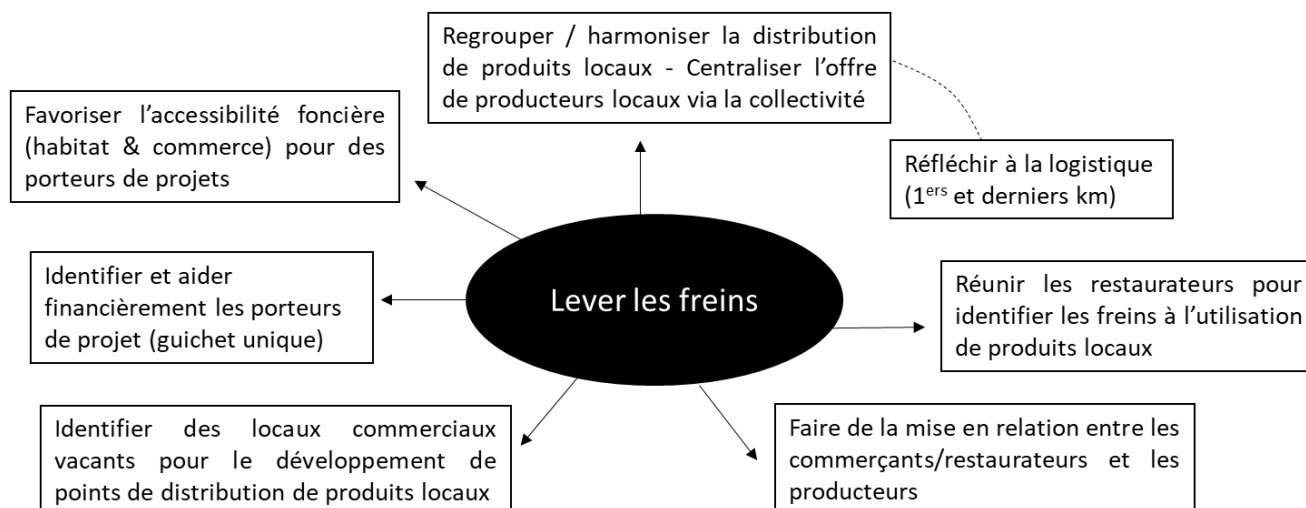 Regrouper / harmoniser la distribution
de produits locaux - Centraliser l’offre
de producteurs locaux via la collectivité
Favoriser l’accessibilité foncière
(habitat & commerce) pour des
porteurs de projets
Réfléchir à la logistique
(1ers et derniers km)
Identifier et aider
financièrement les porteurs
de projet (guichet unique)
Lever les freins
Réunir les restaurateurs pour
identifier les freins à l’utilisation
de produits locaux
Identifier des locaux commerciaux
vacants pour le développement de
points de distribution de produits locaux
Faire de la mise en relation entre les
commerçants/restaurateurs et les
producteurs